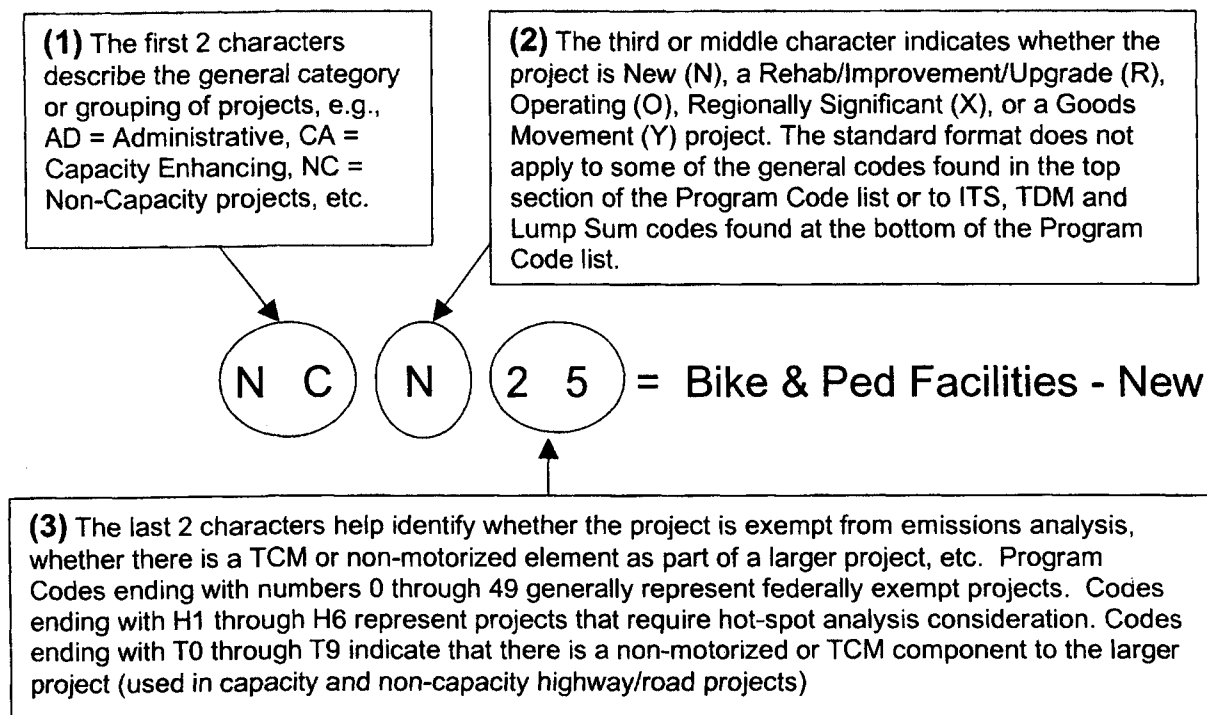 (1) The first 2 characters
describe the general category
or grouping of projects, e.g.,
AD = Administrative, CA =
Capacity Enhancing, NC =
Non-Capacity projects, etc.
(2) The third or middle character indicates whether the
project is New (N), a Rehab/Improvement/Upgrade (R),
Operating (O), Regionally Significant (X), or a Goods
Movement (Y) project. The standard format does not
apply to some of the general codes found in the top
section of the Program Code list or to ITS, TDM and
Lump Sum codes found at the bottom of the Program
Code list.
N C N 2 5 = Bike & Ped Facilities - New
(3) The last 2 characters help identify whether the project is exempt from emissions analysis,
whether there is a TCM or non-motorized element as part of a larger project, etc. Program
Codes ending with numbers 0 through 49 generally represent federally exempt projects. Codes
ending with H1 through H6 represent projects that require hot-spot analysis consideration. Codes
ending with T0 through T9 indicate that there is a non-motorized or TCM component to the larger
project (used in capacity and non-capacity highway/road projects)